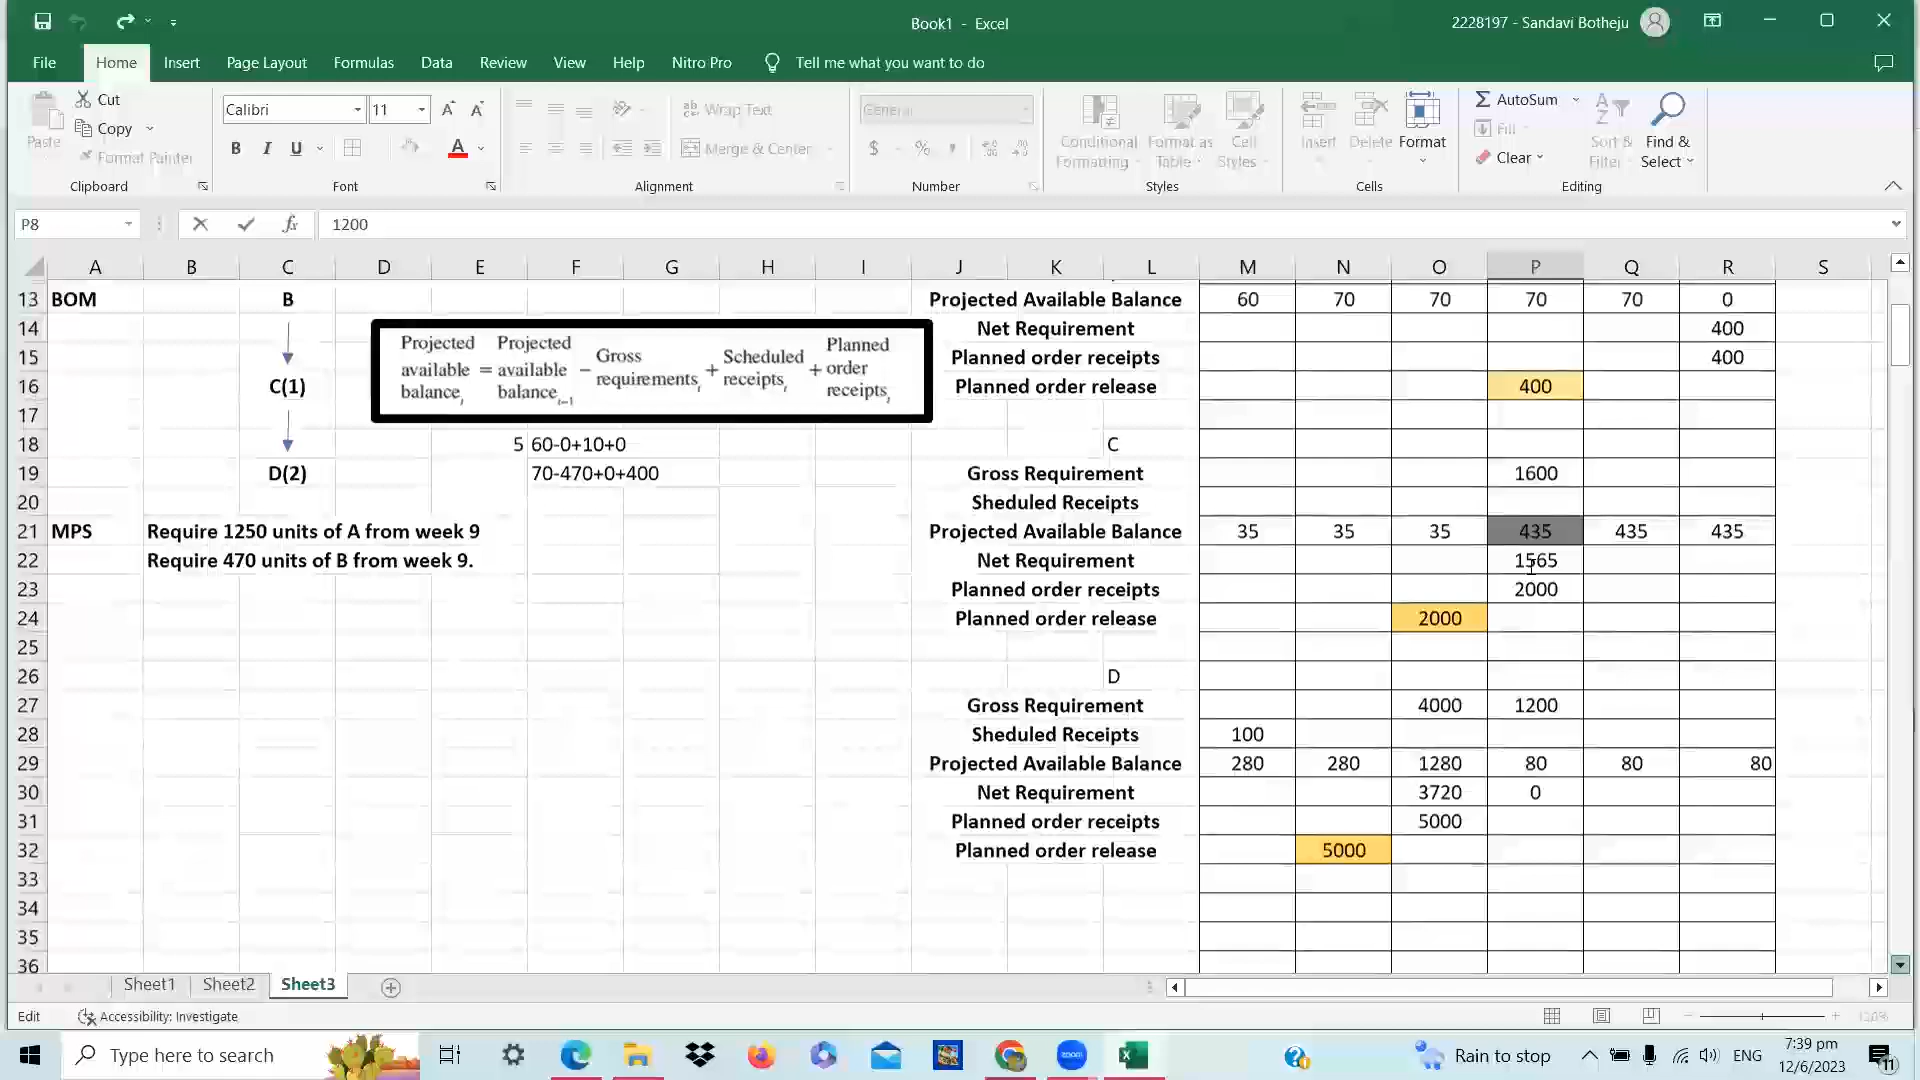 Book1 - Excel
2228197 - Sandavi Botheju
File Home Insert Page Layout Formulas Data Review View Help Nitro Pro Tell me what you want to do
Paste
Cut
Copy
Format Painter
Clipboard
Calibri 11 A A
B I U A
Font
ab Wrap Text
Merge & Center
Alignment
General
$ %
Number
Conditional Formatting
Format as Table
Cell Styles
Styles
Insert Delete Format
Cells
AutoSum
Fill
Clear
Sort & Filter
Find & Select
Editing
P8 fx 1200
A B C D E F G H I J K L M N O P Q R S
13 BOM B Projected Available Balance 60 70 70 70 70 0
14 Net Requirement 400
15 Planned order receipts 400
16 C(1) Planned order release 400
Projected available balance t = Projected available balance t-1 - Gross requirements t + Scheduled receipts t + Planned order receipts t
17
18 5 60-0+10+0 C
19 D(2) 70-470+0+400 Gross Requirement 1600
20 Sheduled Receipts
21 MPS Require 1250 units of A from week 9 Projected Available Balance 35 35 35 435 435 435
22 Require 470 units of B from week 9. Net Requirement 1565
23 Planned order receipts 2000
24 Planned order release 2000
25
26 D
27 Gross Requirement 4000 1200
28 Sheduled Receipts 100
29 Projected Available Balance 280 280 1280 80 80 80
30 Net Requirement 3720 0
31 Planned order receipts 5000
32 Planned order release 5000
33
34
35
36
Sheet1 Sheet2 Sheet3
Edit Accessibility: Investigate
Type here to search
zoom
Rain to stop
ENG
7:39 pm
12/6/2023
11